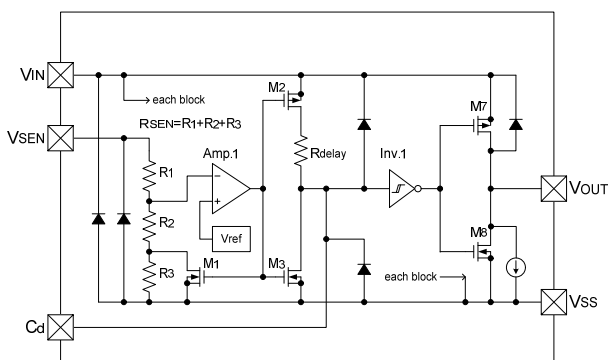 VIN
each block
M2
M7
VSEN
RSEN=R1+R2+R3
R1
Amp.1
Rdelay
Inv.1
−
+
R2
Vref
VOUT
M8
R3
M1
M3
each block
VSS
Cd